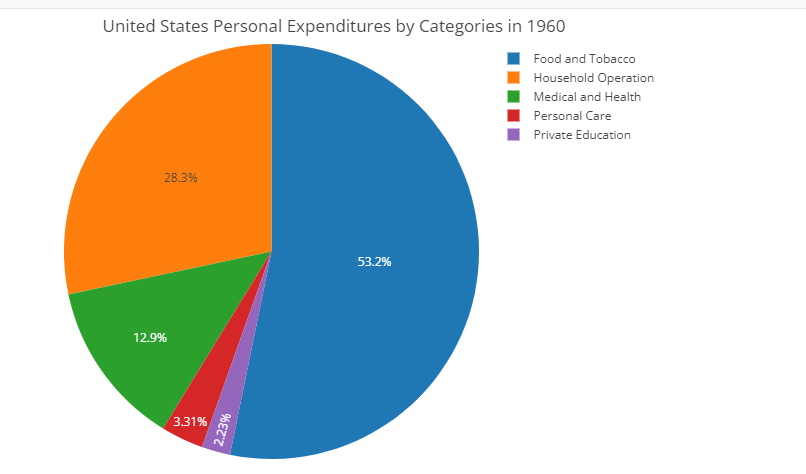 United States Personal Expenditures by Categories in 1960
Food and Tobacco
Household Operation
Medical and Health
Personal Care
Private Education
28.3%
53.2%
12.9%
3.31%
2.23%